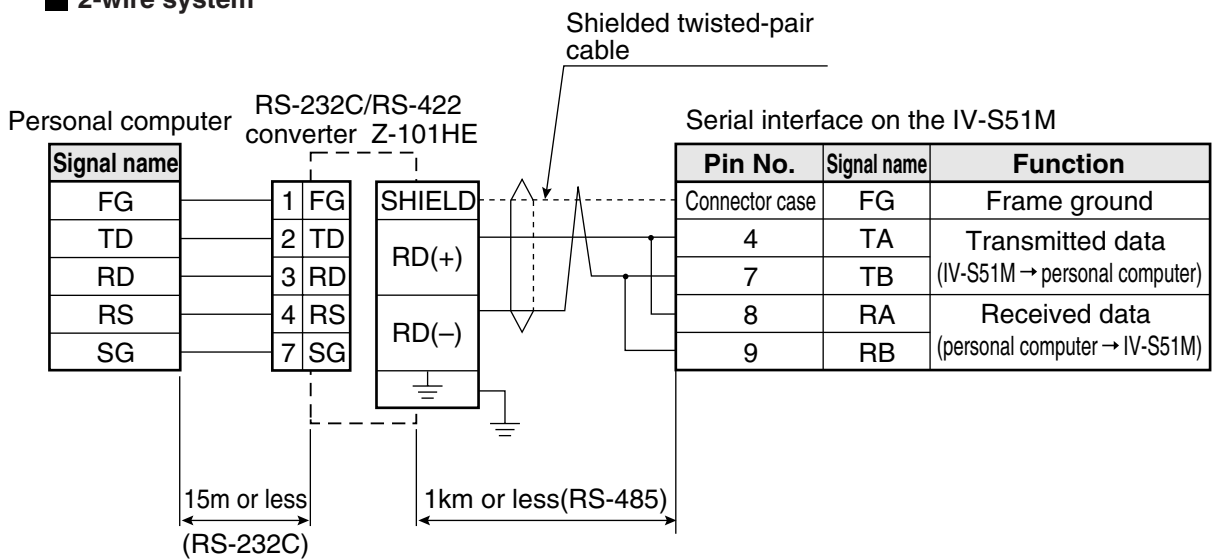 ■ 2-wire system
Shielded twisted-pair
cable
Personal computer
RS-232C/RS-422
converter Z-101HE
Serial interface on the IV-S51M
Signal name
FG
TD
RD
RS
SG
1 FG
2 TD
3 RD
4 RS
7 SG
SHIELD
RD(+)
RD(–)
Pin No. Signal name Function
Connector case FG Frame ground
4 TA Transmitted data
7 TB (IV-S51M → personal computer)
8 RA Received data
9 RB (personal computer → IV-S51M)
15m or less
(RS-232C)
1km or less(RS-485)